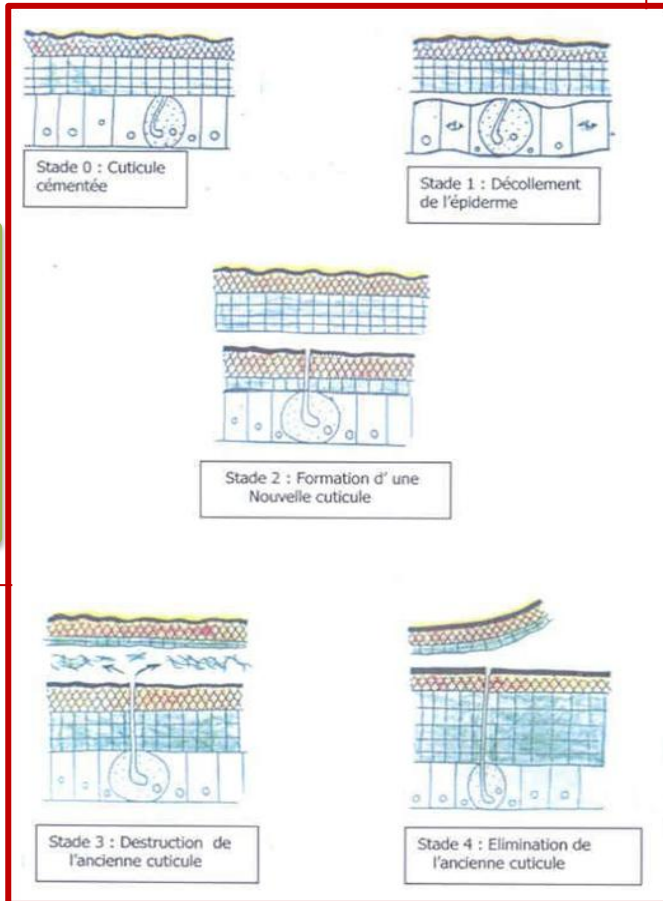 Stade 0 : Cuticule
cémentée
Stade 1 : Décollement
de l'épiderme
Stade 2 : Formation d' une
Nouvelle cuticule
Stade 3 : Destruction de
l'ancienne cuticule
Stade 4 : Elimination de
l'ancienne cuticule